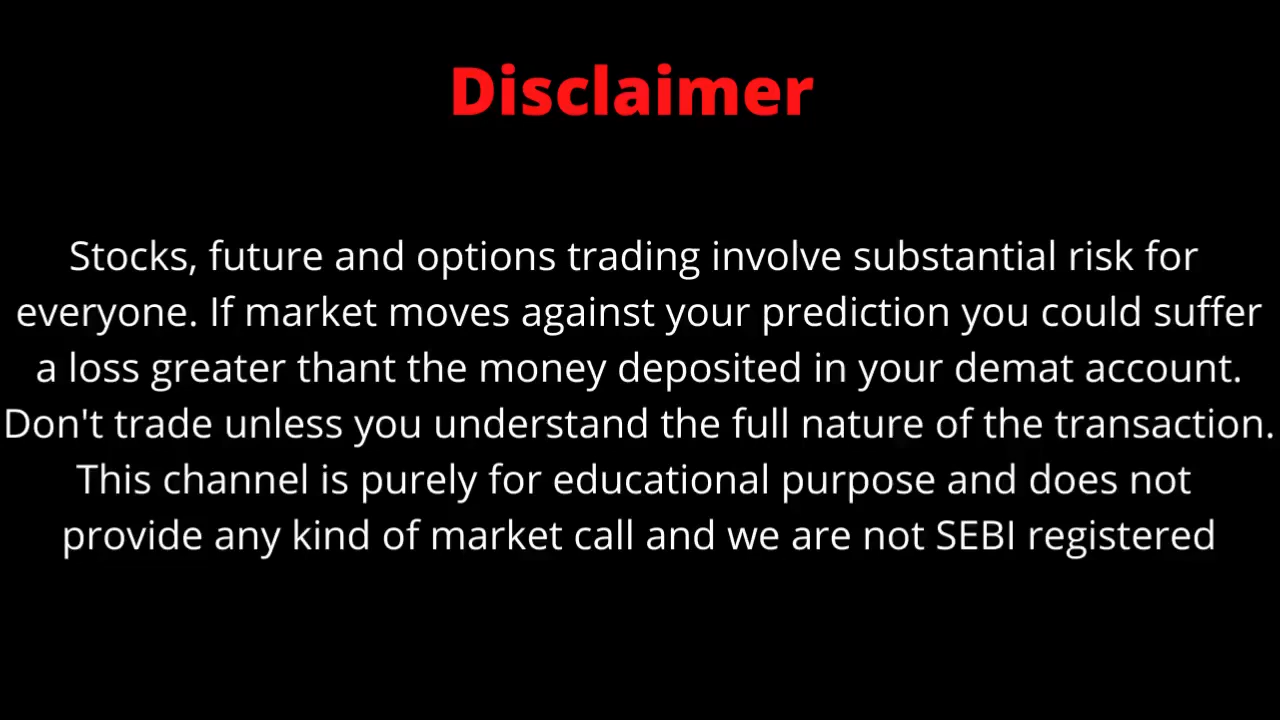 Disclaimer
Stocks, future and options trading involve substantial risk for
everyone. If market moves against your prediction you could suffer
a loss greater thant the money deposited in your demat account.
Don't trade unless you understand the full nature of the transaction.
This channel is purely for educational purpose and does not
provide any kind of market call and we are not SEBI registered